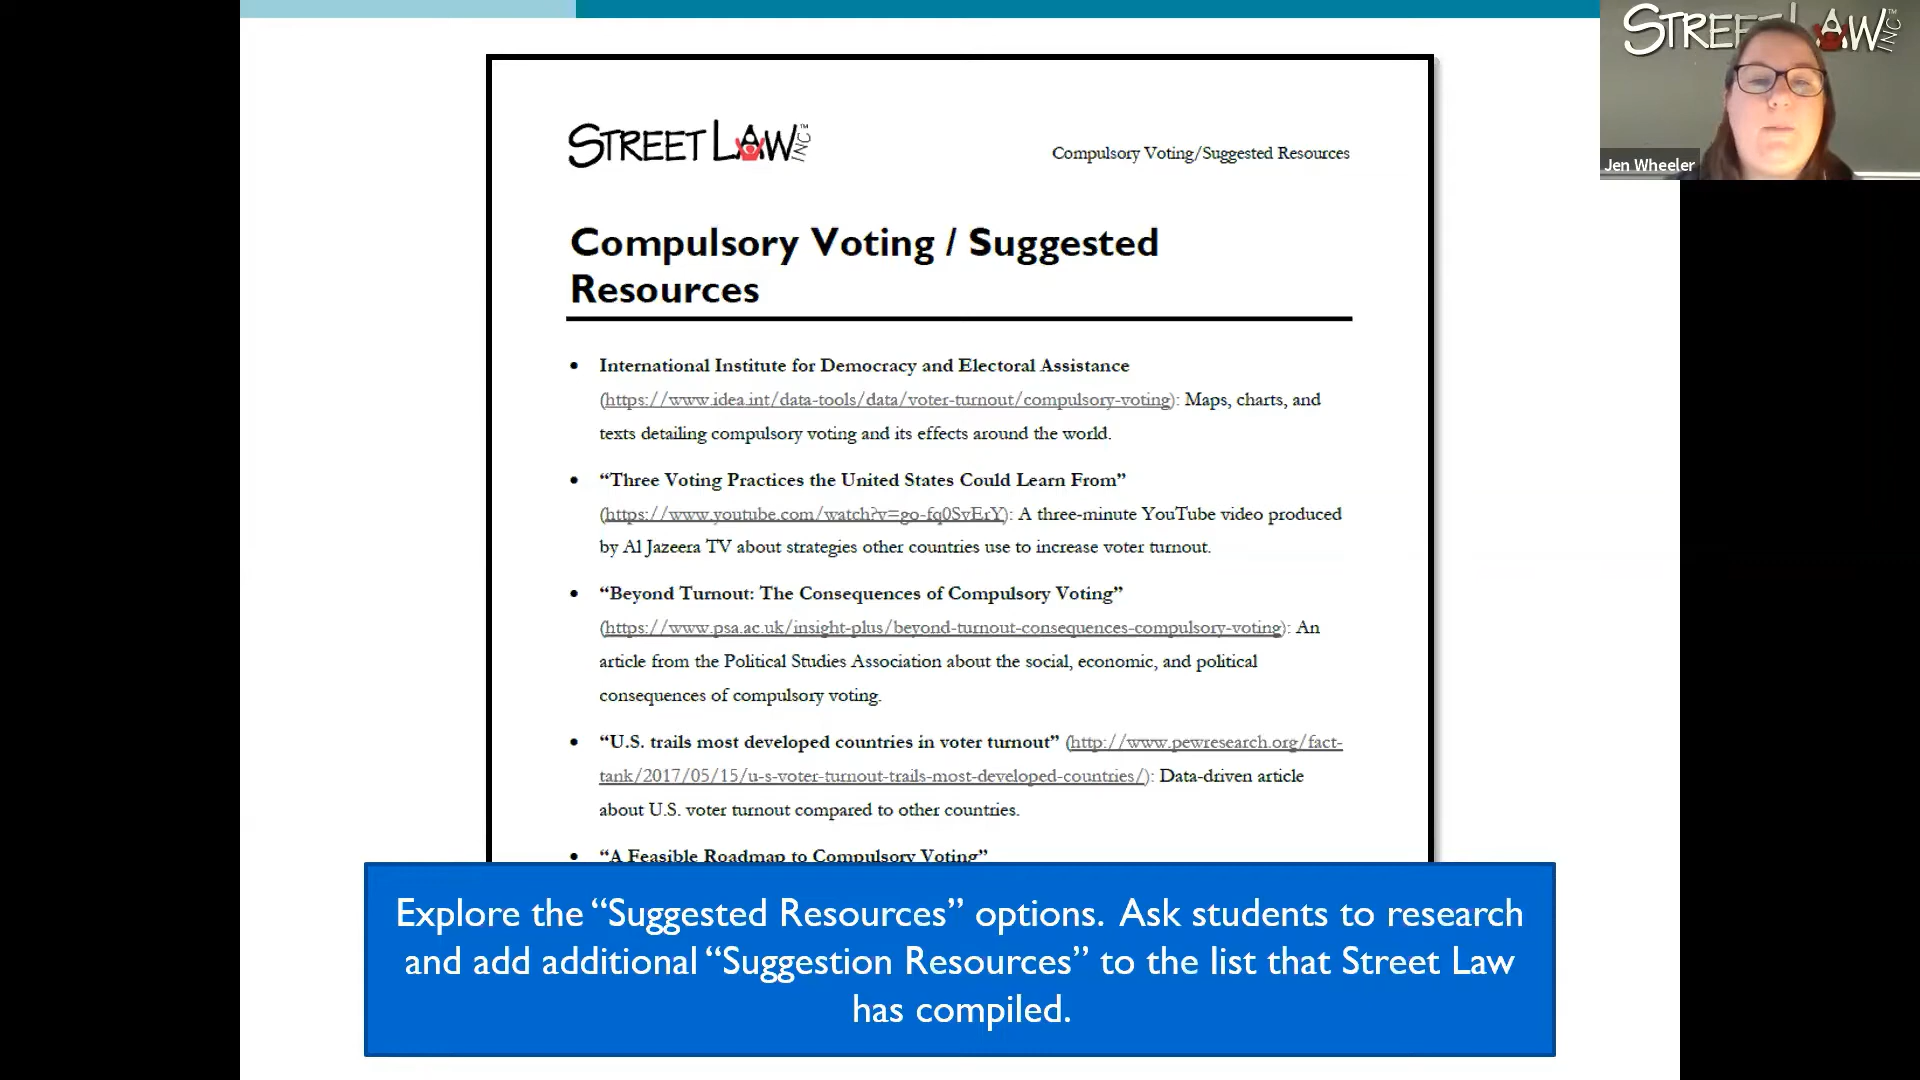 STREET LAW INC™
Compulsory Voting/Suggested Resources
Compulsory Voting / Suggested
Resources
• International Institute for Democracy and Electoral Assistance
(https://www.idea.int/data-tools/data/voter-turnout/compulsory-voting): Maps, charts, and
texts detailing compulsory voting and its effects around the world.
• “Three Voting Practices the United States Could Learn From”
(https://www.youtube.com/watch?v=go-fq0SvErY): A three-minute YouTube video produced
by Al Jazeera TV about strategies other countries use to increase voter turnout.
• “Beyond Turnout: The Consequences of Compulsory Voting”
(https://www.psa.ac.uk/insight-plus/beyond-turnout-consequences-compulsory-voting): An
article from the Political Studies Association about the social, economic, and political
consequences of compulsory voting.
• “U.S. trails most developed countries in voter turnout” (http://www.pewresearch.org/fact-
tank/2017/05/15/u-s-voter-turnout-trails-most-developed-countries/): Data-driven article
about U.S. voter turnout compared to other countries.
• “A Feasible Roadmap to Compulsory Voting”
Explore the “Suggested Resources” options. Ask students to research
and add additional “Suggestion Resources” to the list that Street Law
has compiled.
STREET LAW INC™
Jen Wheeler